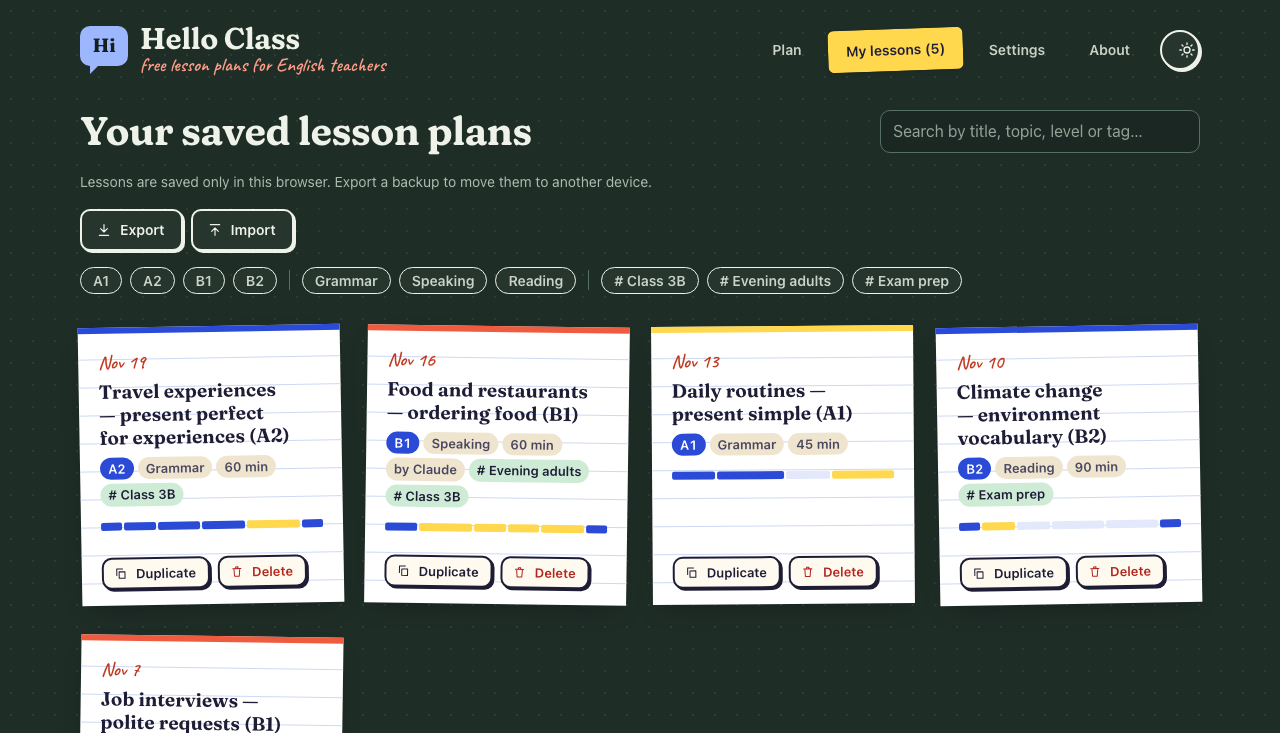 Hi
Hello Class
free lesson plans for English teachers
Plan
My lessons (5)
Settings
About
Your saved lesson plans
Search by title, topic, level or tag...
Lessons are saved only in this browser. Export a backup to move them to another device.
Export
Import
A1
A2
B1
B2
Grammar
Speaking
Reading
# Class 3B
# Evening adults
# Exam prep
Nov 19
Travel experiences
— present perfect
for experiences (A2)
A2 Grammar 60 min
# Class 3B
Duplicate
Delete
Nov 16
Food and restaurants
— ordering food (B1)
B1 Speaking 60 min
by Claude # Evening adults
# Class 3B
Duplicate
Delete
Nov 13
Daily routines —
present simple (A1)
A1 Grammar 45 min
Duplicate
Delete
Nov 10
Climate change
— environment
vocabulary (B2)
B2 Reading 90 min
# Exam prep
Duplicate
Delete
Nov 7
Job interviews —
polite requests (B1)